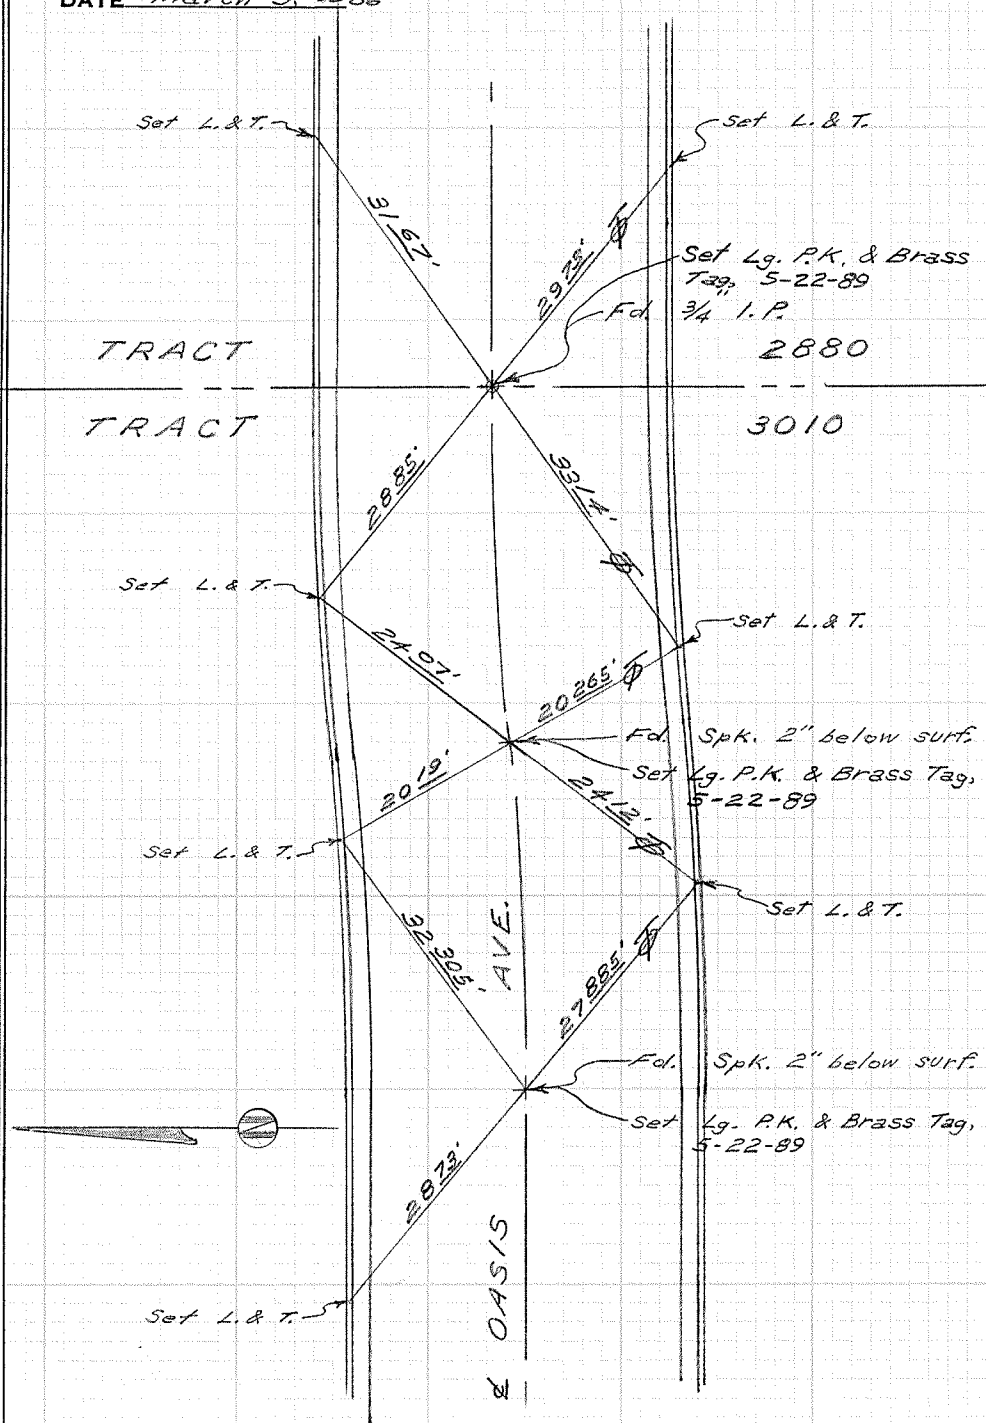 DATE March 3,
Set L. & T.
Set L. & T.
31.67'
29.75'
Set Lg. P.K. & Brass
Tag, 5-22-89
Fd. 3/4" I.P.
TRACT 2880
TRACT 3010
28.85'
33.14'
Set L. & T.
Set L. & T.
24.07'
20.265'
Fd. Spk. 2" below surf.
Set Lg. P.K. & Brass Tag,
5-22-89
20.19'
24.12'
Set L. & T.
Set L. & T.
32.305'
AVE.
27.885'
Fd. Spk. 2" below surf.
Set Lg. P.K. & Brass Tag,
5-22-89
N
28.73'
℄ OASIS
Set L. & T.